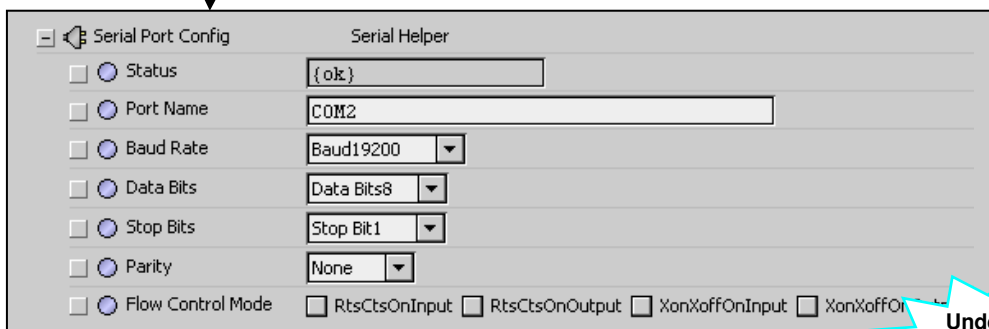 Serial Port Config Serial Helper
Status {ok}
Port Name COM2
Baud Rate Baud19200
Data Bits Data Bits8
Stop Bits Stop Bit1
Parity None
Flow Control Mode RtsCtsOnInput RtsCtsOnOutput XonXoffOnInput